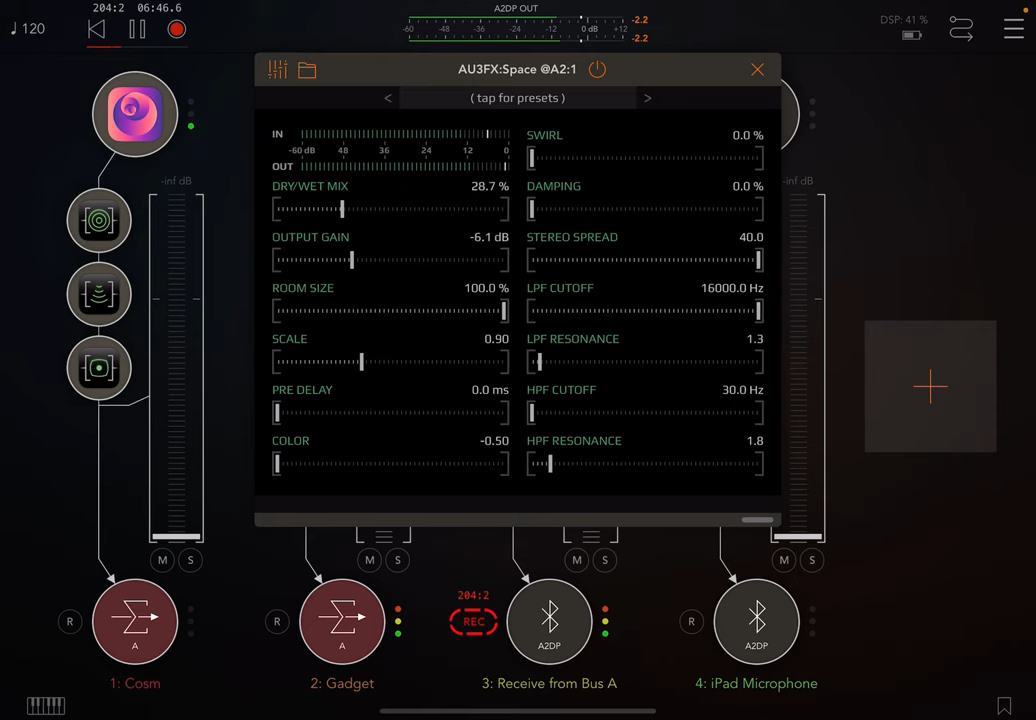 204:2 06:46.6
♩ 120
A2DP OUT
-60 -48 -36 -24 -12 0 dB +12
-2.2
-2.2
DSP: 41 %
AU3FX:Space @A2:1
< ( tap for presets ) >
IN
-60 dB 48 36 24 12 0
OUT
DRY/WET MIX 28.7 %
OUTPUT GAIN -6.1 dB
ROOM SIZE 100.0 %
SCALE 0.90
PRE DELAY 0.0 ms
COLOR -0.50
SWIRL 0.0 %
DAMPING 0.0 %
STEREO SPREAD 40.0
LPF CUTOFF 16000.0 Hz
LPF RESONANCE 1.3
HPF CUTOFF 30.0 Hz
HPF RESONANCE 1.8
-inf dB
-inf dB
M S
M S
M S
M S
204:2
R A
R A
REC A2DP
R A2DP
1: Cosm
2: Gadget
3: Receive from Bus A
4: iPad Microphone